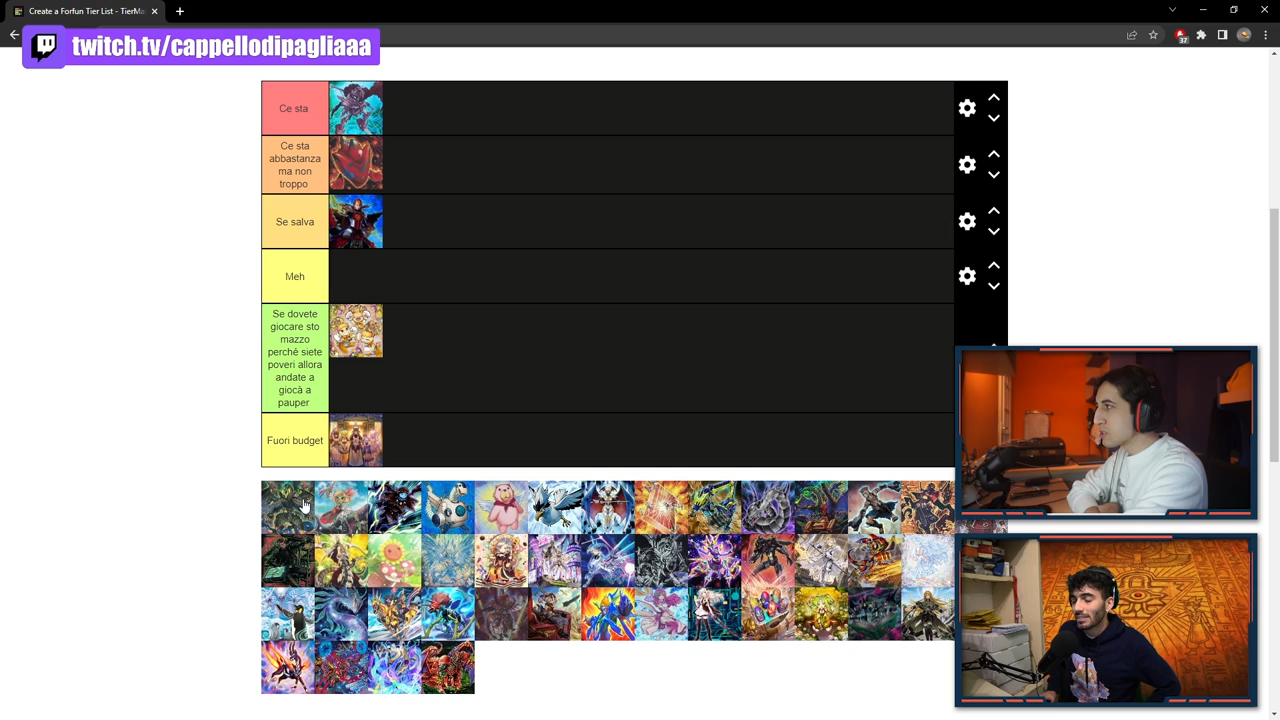 Create a Forfun Tier List - TierMa
twitch.tv/cappellodipagliaaa
37
Ce sta
Ce sta
abbastanza
ma non
troppo
Se salva
Meh
Se dovete
giocare sto
mazzo
perché siete
poveri allora
andate a
giocà a
pauper
Fuori budget